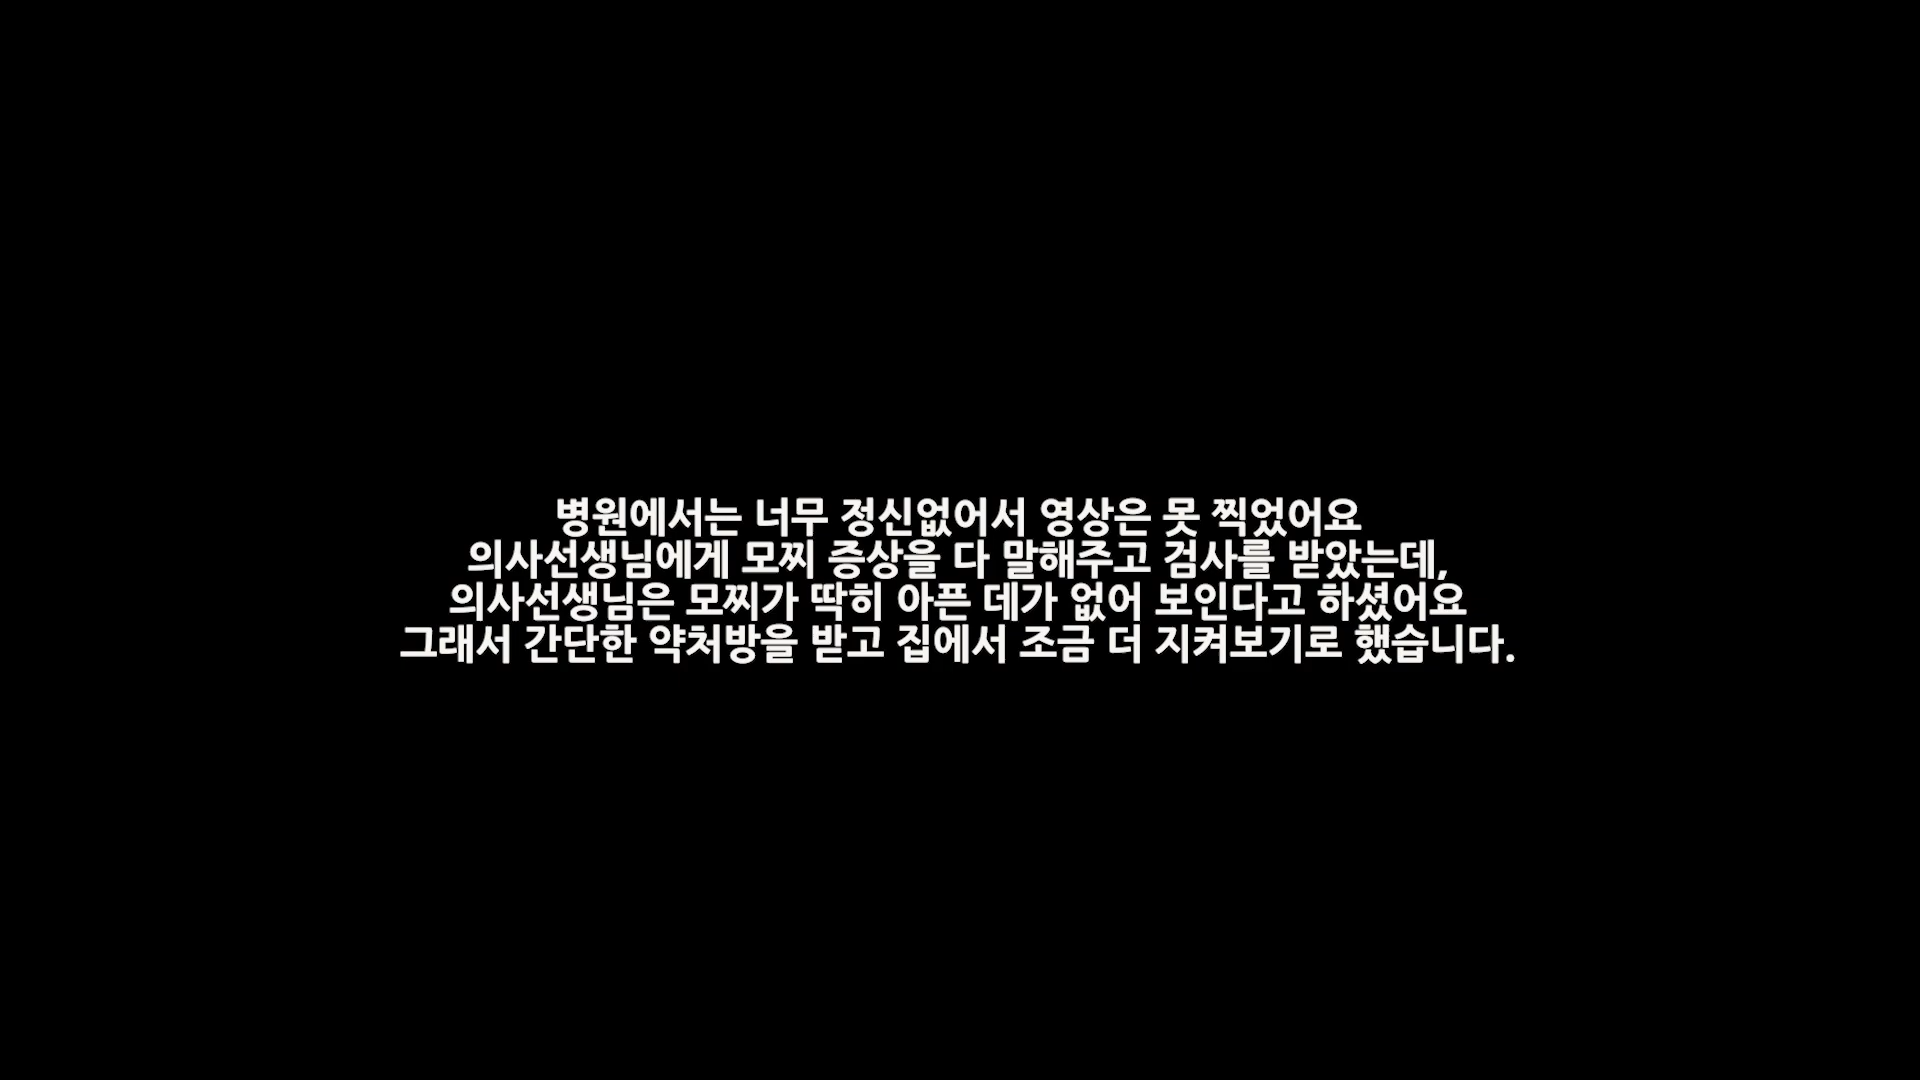 병원에서는 너무 정신없어서 영상은 못 찍었어요
의사선생님에게 모찌 증상을 다 말해주고 검사를 받았는데,
의사선생님은 모찌가 딱히 아픈 데가 없어 보인다고 하셨어요
그래서 간단한 약처방을 받고 집에서 조금 더 지켜보기로 했습니다.